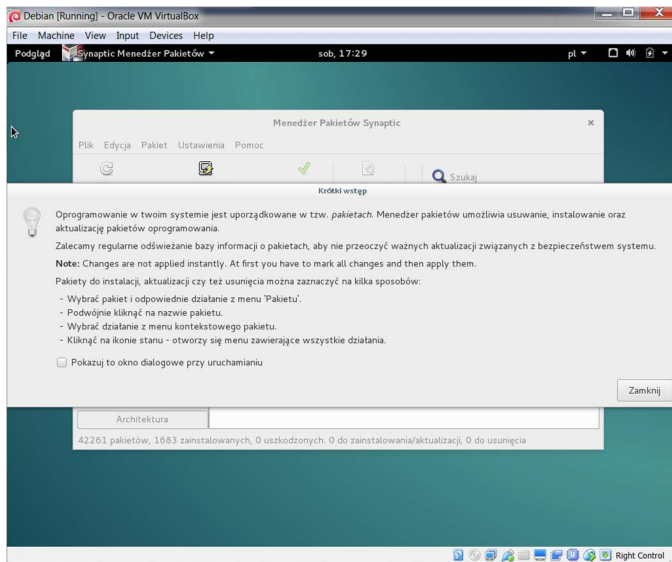 Debian [Running] - Oracle VM VirtualBox
File Machine View Input Devices Help
Podgląd Synaptic Menedżer Pakietów sob, 17:29 pl
Menedżer Pakietów Synaptic
Plik Edycja Pakiet Ustawienia Pomoc
Szukaj
Krótki wstęp
Oprogramowanie w twoim systemie jest uporządkowane w tzw. pakietach. Menedżer pakietów umożliwia usuwanie, instalowanie oraz
aktualizację pakietów oprogramowania.
Zalecamy regularne odświeżanie bazy informacji o pakietach, aby nie przeoczyć ważnych aktualizacji związanych z bezpieczeństwem systemu.
Note: Changes are not applied instantly. At first you have to mark all changes and then apply them.
Pakiety do instalacji, aktualizacji czy też usunięcia można zaznaczyć na kilka sposobów:
- Wybrać pakiet i odpowiednie działanie z menu 'Pakietu'.
- Podwójnie kliknąć na nazwie pakietu.
- Wybrać działanie z menu kontekstowego pakietu.
- Kliknąć na ikonie stanu - otworzy się menu zawierające wszystkie działania.
Pokazuj to okno dialogowe przy uruchamianiu
Zamknij
Architektura
42261 pakietów, 1683 zainstalowanych, 0 uszkodzonych. 0 do zainstalowania/aktualizacji, 0 do usunięcia
Right Control